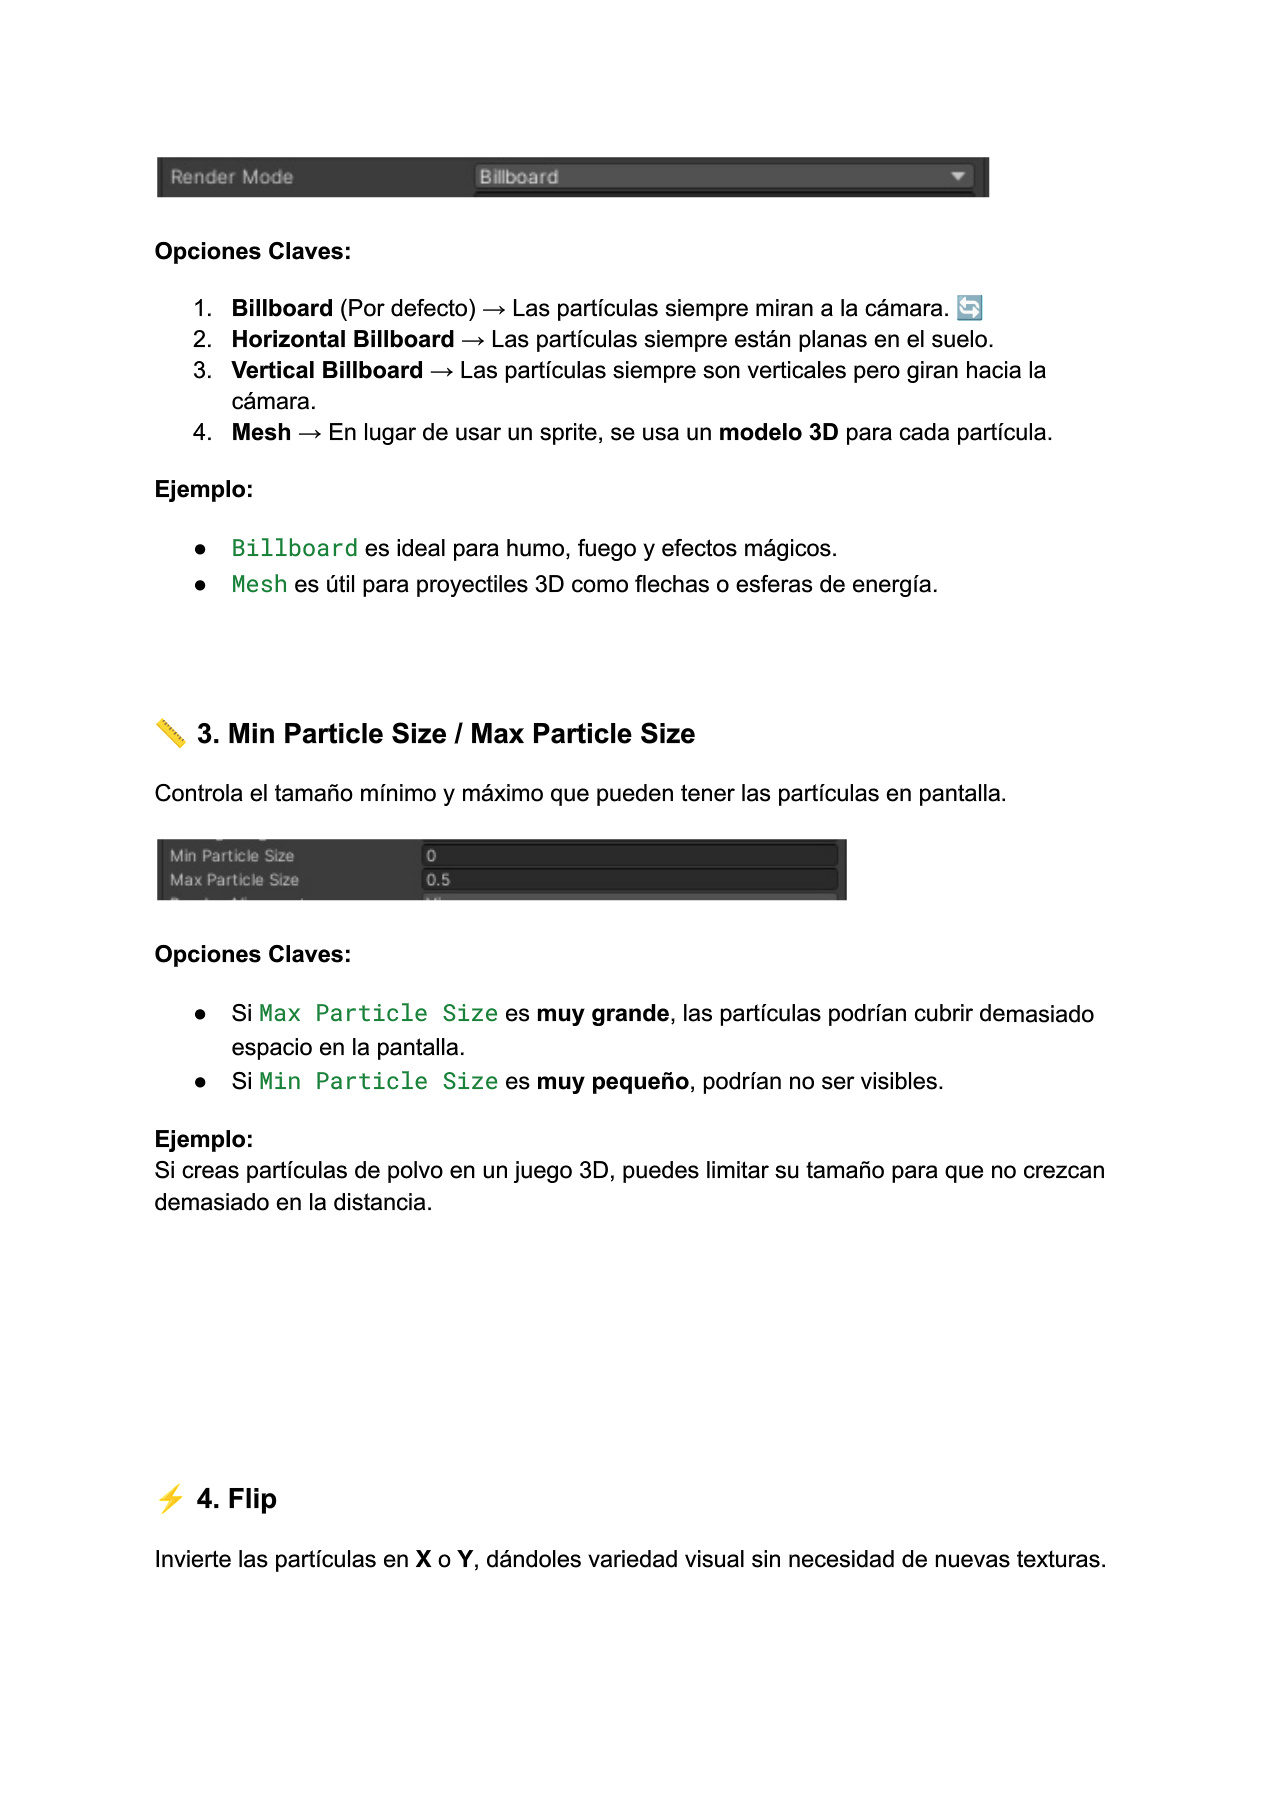 Render Mode Billboard
Opciones Claves:
1. Billboard (Por defecto) → Las partículas siempre miran a la cámara. 🔄
2. Horizontal Billboard → Las partículas siempre están planas en el suelo.
3. Vertical Billboard → Las partículas siempre son verticales pero giran hacia la
cámara.
4. Mesh → En lugar de usar un sprite, se usa un modelo 3D para cada partícula.
Ejemplo:
● Billboard es ideal para humo, fuego y efectos mágicos.
● Mesh es útil para proyectiles 3D como flechas o esferas de energía.
📏 3. Min Particle Size / Max Particle Size
Controla el tamaño mínimo y máximo que pueden tener las partículas en pantalla.
Min Particle Size 0
Max Particle Size 0.5
Opciones Claves:
● Si Max Particle Size es muy grande, las partículas podrían cubrir demasiado
espacio en la pantalla.
● Si Min Particle Size es muy pequeño, podrían no ser visibles.
Ejemplo:
Si creas partículas de polvo en un juego 3D, puedes limitar su tamaño para que no crezcan
demasiado en la distancia.
⚡ 4. Flip
Invierte las partículas en X o Y, dándoles variedad visual sin necesidad de nuevas texturas.